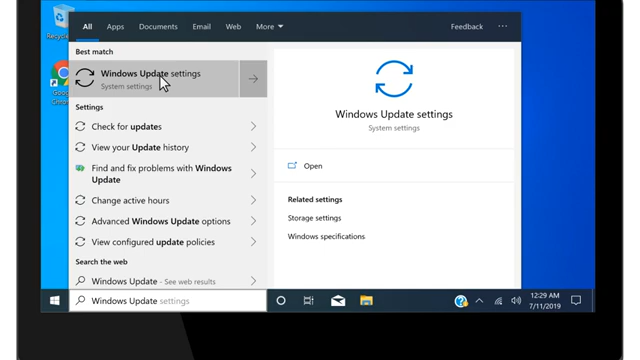 Recycle
Google
Chrome
All Apps Documents Email Web More Feedback ...
Best match
Windows Update settings
System settings
Settings
Check for updates
View your Update history
Find and fix problems with Windows
Update
Change active hours
Advanced Windows Update options
View configured update policies
Search the web
Windows Update - See web results
Windows Update settings
Windows Update settings
System settings
Open
Related settings
Storage settings
Windows specifications
12:29 AM
7/11/2019